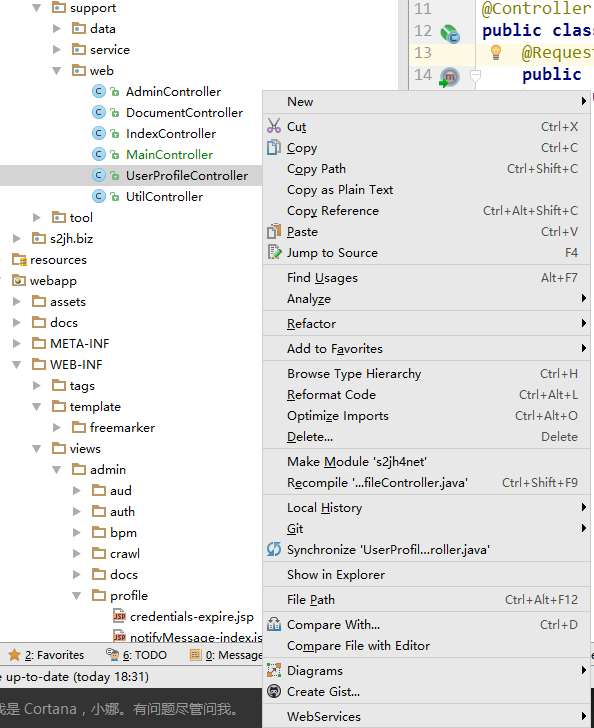 support
data
service
web
AdminController
DocumentController
IndexController
MainController
UserProfileController
UtilController
tool
s2jh.biz
resources
webapp
assets
docs
META-INF
WEB-INF
tags
template
freemarker
views
admin
aud
auth
bpm
crawl
docs
profile
credentials-expire.jsp
11 @Controller
12 public clas
13 @Reques
14 public
New
Cut Ctrl+X
Copy Ctrl+C
Copy Path Ctrl+Shift+C
Copy as Plain Text
Copy Reference Ctrl+Alt+Shift+C
Paste Ctrl+V
Jump to Source F4
Find Usages Alt+F7
Analyze
Refactor
Add to Favorites
Browse Type Hierarchy Ctrl+H
Reformat Code Ctrl+Alt+L
Optimize Imports Ctrl+Alt+O
Delete... Delete
Make Module 's2jh4net'
Recompile '...fileController.java' Ctrl+Shift+F9
Local History
Git
Synchronize 'UserProfil...roller.java'
Show in Explorer
File Path Ctrl+Alt+F12
Compare With... Ctrl+D
Compare File with Editor
Diagrams
Create Gist...
WebServices
2: Favorites 6: TODO 0: Message
e up-to-date (today 18:31)
是 Cortana，小娜。有问题尽管问我。